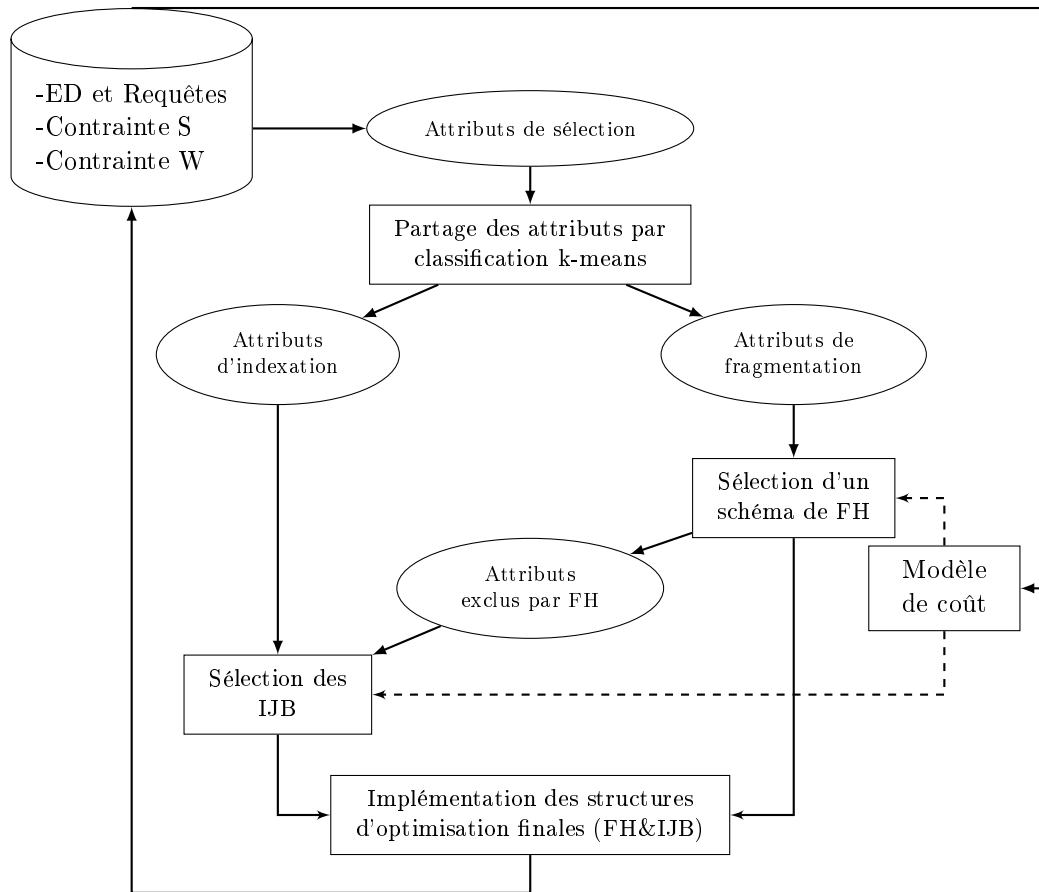 -ED et Requêtes
-Contrainte S
-Contrainte W
Attributs de sélection
Partage des attributs par
classification k-means
Attributs
d'indexation
Attributs de
fragmentation
Sélection d'un
schéma de FH
Attributs
exclus par FH
Modèle
de coût
Sélection des
IJB
Implémentation des structures
d'optimisation finales (FH&IJB)